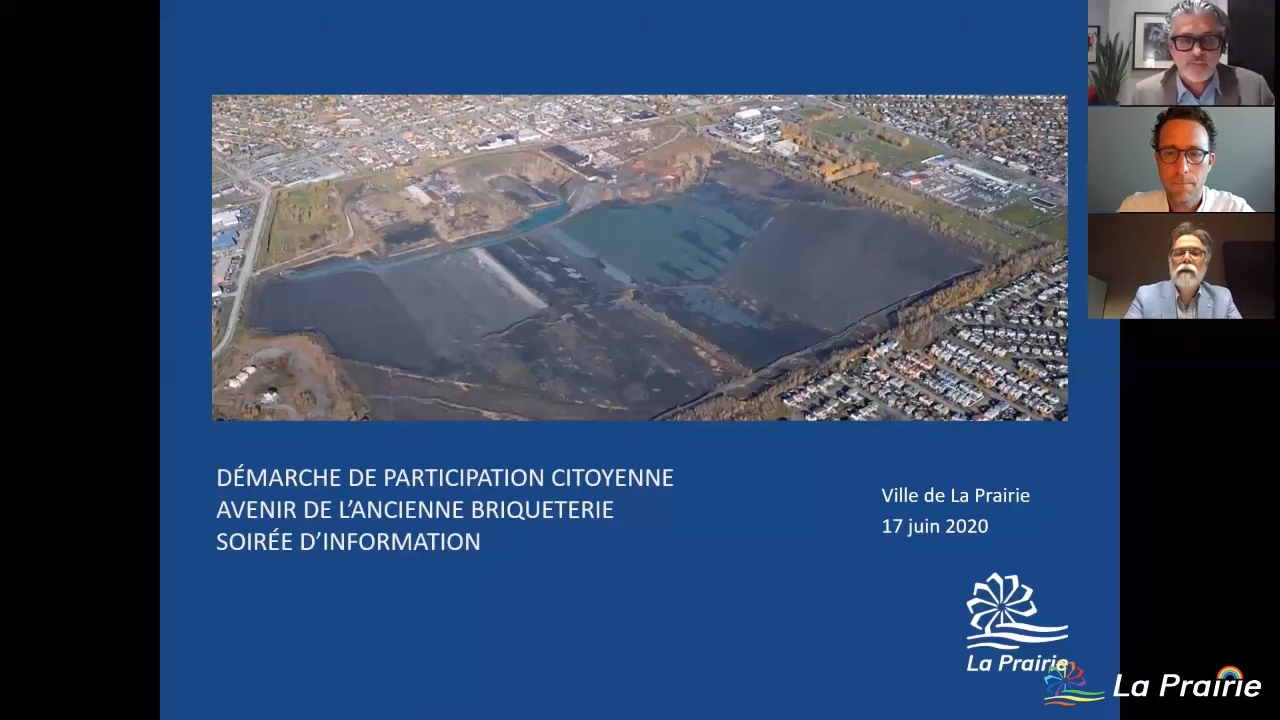 DÉMARCHE DE PARTICIPATION CITOYENNE
AVENIR DE L'ANCIENNE BRIQUETERIE
SOIRÉE D'INFORMATION
Ville de La Prairie
17 juin 2020
La Prairie
La Prairie